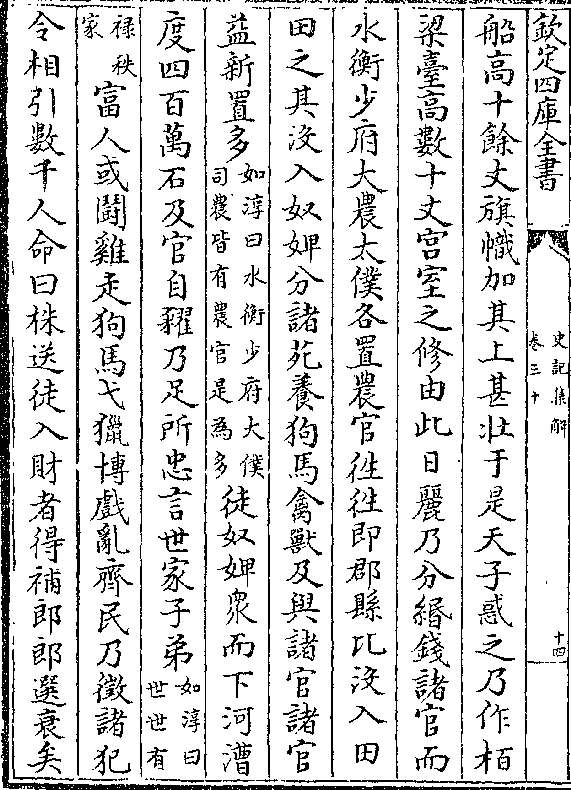 欽定四庫全書
史記集解
卷三十
十四
船高十餘丈旗幟加其上甚壯于是天子感之乃作栢
梁臺高數十丈宫室之修由此日麗乃分緡錢諸官而
水衡少府大農太僕各置農官徃徃即郡縣比没入田
田之其没入奴婢分諸苑養狗馬禽獸及與諸官諸官
益新置多如淳曰水衡少府大僕司農皆有農官是為多徒奴婢衆而下河漕
度四百萬石及官自糴乃足所忠言世家子弟如淳曰世世有
禄秩家富人或鬬雞走狗馬弋獵博戲亂齊民乃徵諸犯
令相引數千人命曰株送徒入財者得補郎郎選衰矣